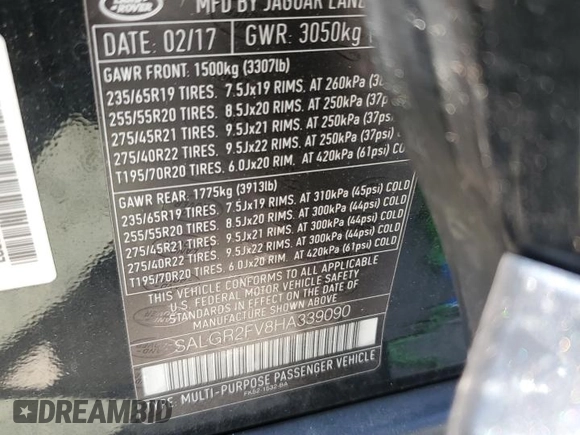 LAND
ROVER
MFD BY JAGUAR LAND
DATE: 02/17 GWR: 3050kg
GAWR FRONT: 1500kg (3307lb)
235/65R19 TIRES. 7.5Jx19 RIMS. AT 260kPa
255/55R20 TIRES. 8.5Jx20 RIMS. AT 250kPa (37p
275/45R21 TIRES. 9.5Jx21 RIMS. AT 250kPa (37psi)
275/40R22 TIRES. 9.5Jx22 RIMS. AT 250kPa (37psi) C
T195/70R20 TIRES. 6.0Jx20 RIM. AT 420kPa (61psi) CO
GAWR REAR: 1775kg (3913lb)
235/65R19 TIRES. 7.5Jx19 RIMS. AT 310kPa (45psi) COLD
255/55R20 TIRES. 8.5Jx20 RIMS. AT 300kPa (44psi) COLD
275/45R21 TIRES. 9.5Jx21 RIMS. AT 300kPa (44psi) COLD
275/40R22 TIRES. 9.5Jx22 RIMS. AT 300kPa (44psi) COLD
T195/70R20 TIRES. 6.0Jx20 RIM. AT 420kPa (61psi) COLD
THIS VEHICLE CONFORMS TO ALL APPLICABLE
U.S. FEDERAL MOTOR VEHICLE SAFETY
STANDARDS IN EFFECT ON THE DATE OF
MANUFACTURE SHOWN ABOVE.
SALGR2FV8HA339090
PE: MULTI-PURPOSE PASSENGER VEHICLE
DREAMBID